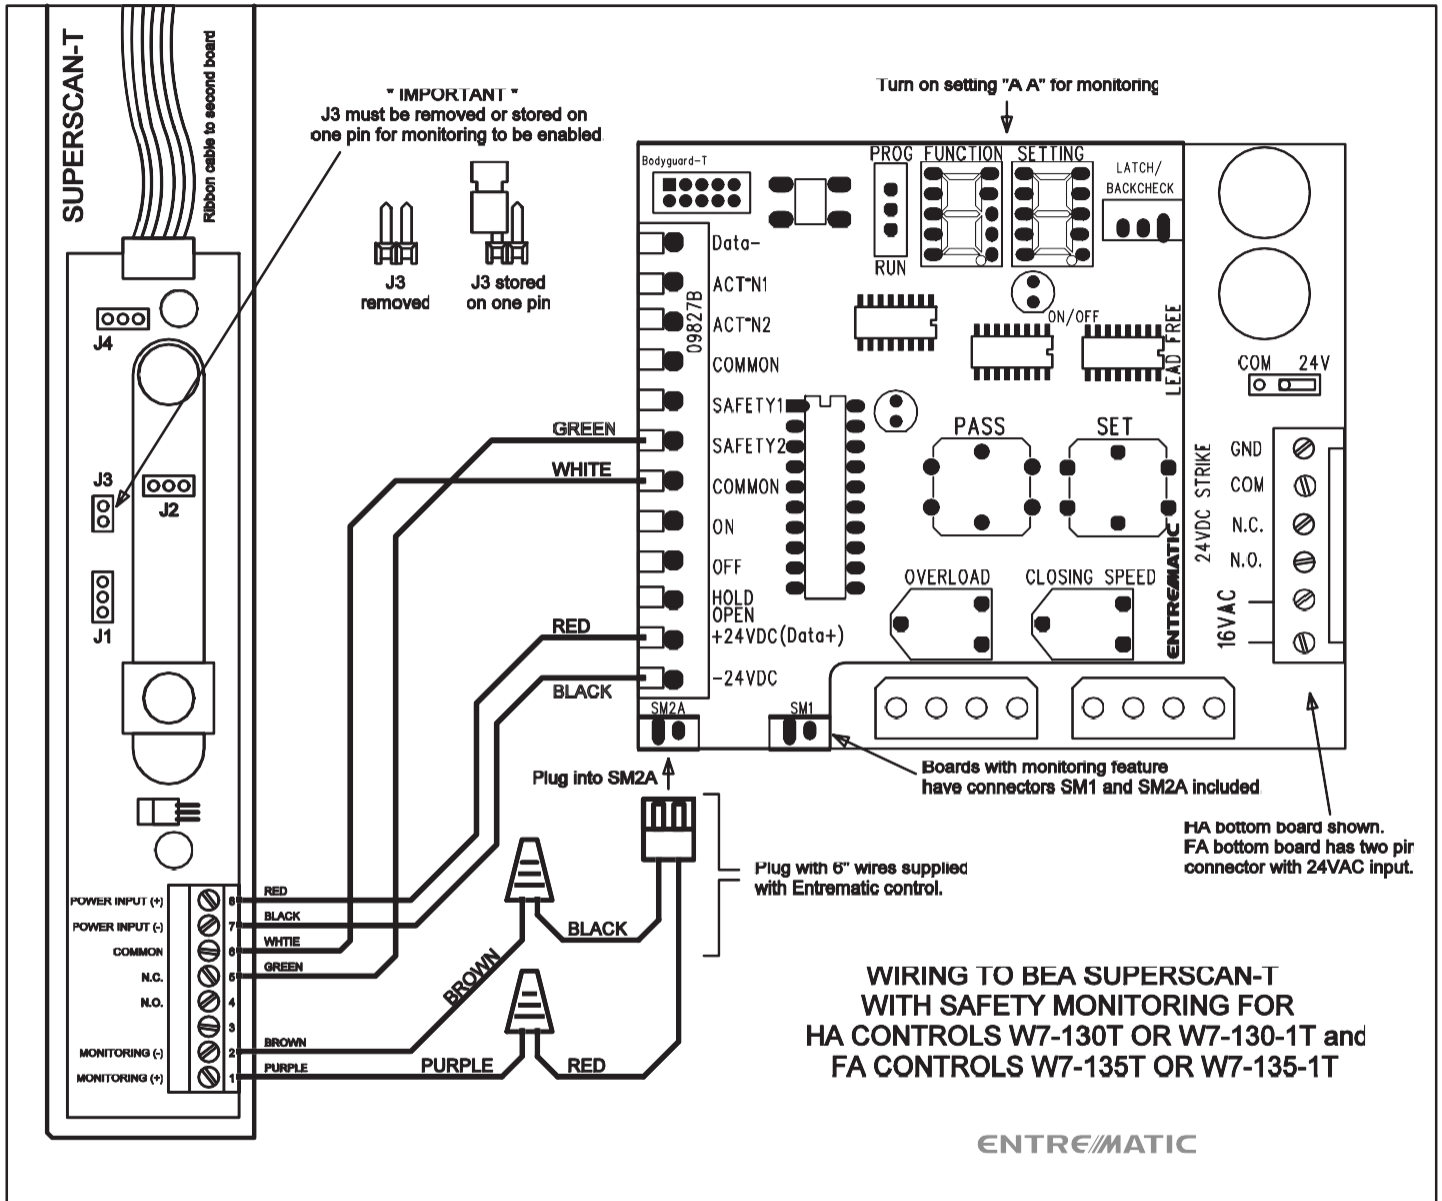 SUPERSCAN-T
Ribbon cable to second board
* IMPORTANT *
J3 must be removed or stored on
one pin for monitoring to be enabled
J3
removed
J3 stored
on one pin
Turn on setting "A A" for monitoring
Bodyguard-T
PROG FUNCTION SETTING
LATCH/
BACKCHECK
RUN
ON/OFF
LEAD FREE
09827B
Data-
ACT-N1
ACT-N2
COMMON
SAFETY1
SAFETY2
COMMON
ON
OFF
HOLD
OPEN
+24VDC(Data+)
-24VDC
PASS
SET
OVERLOAD
CLOSING SPEED
ENTREMATIC
COM 24V
24VDC STRIKE
16VAC
GND
COM
N.C.
N.O.
SM2A
SM1
J4
J3
J2
J1
GREEN
WHITE
RED
BLACK
Plug into SM2A
Boards with monitoring feature
have connectors SM1 and SM2A included
HA bottom board shown.
FA bottom board has two pin
connector with 24VAC input.
Plug with 6" wires supplied
with Entrematic control.
BLACK
BROWN
PURPLE
RED
POWER INPUT (+) 8 RED
POWER INPUT (-) 7 BLACK
COMMON 6 WHTIE
N.C. 5 GREEN
N.O. 4
3
MONITORING (-) 2 BROWN
MONITORING (+) 1 PURPLE
WIRING TO BEA SUPERSCAN-T
WITH SAFETY MONITORING FOR
HA CONTROLS W7-130T OR W7-130-1T and
FA CONTROLS W7-135T OR W7-135-1T
ENTREMATIC